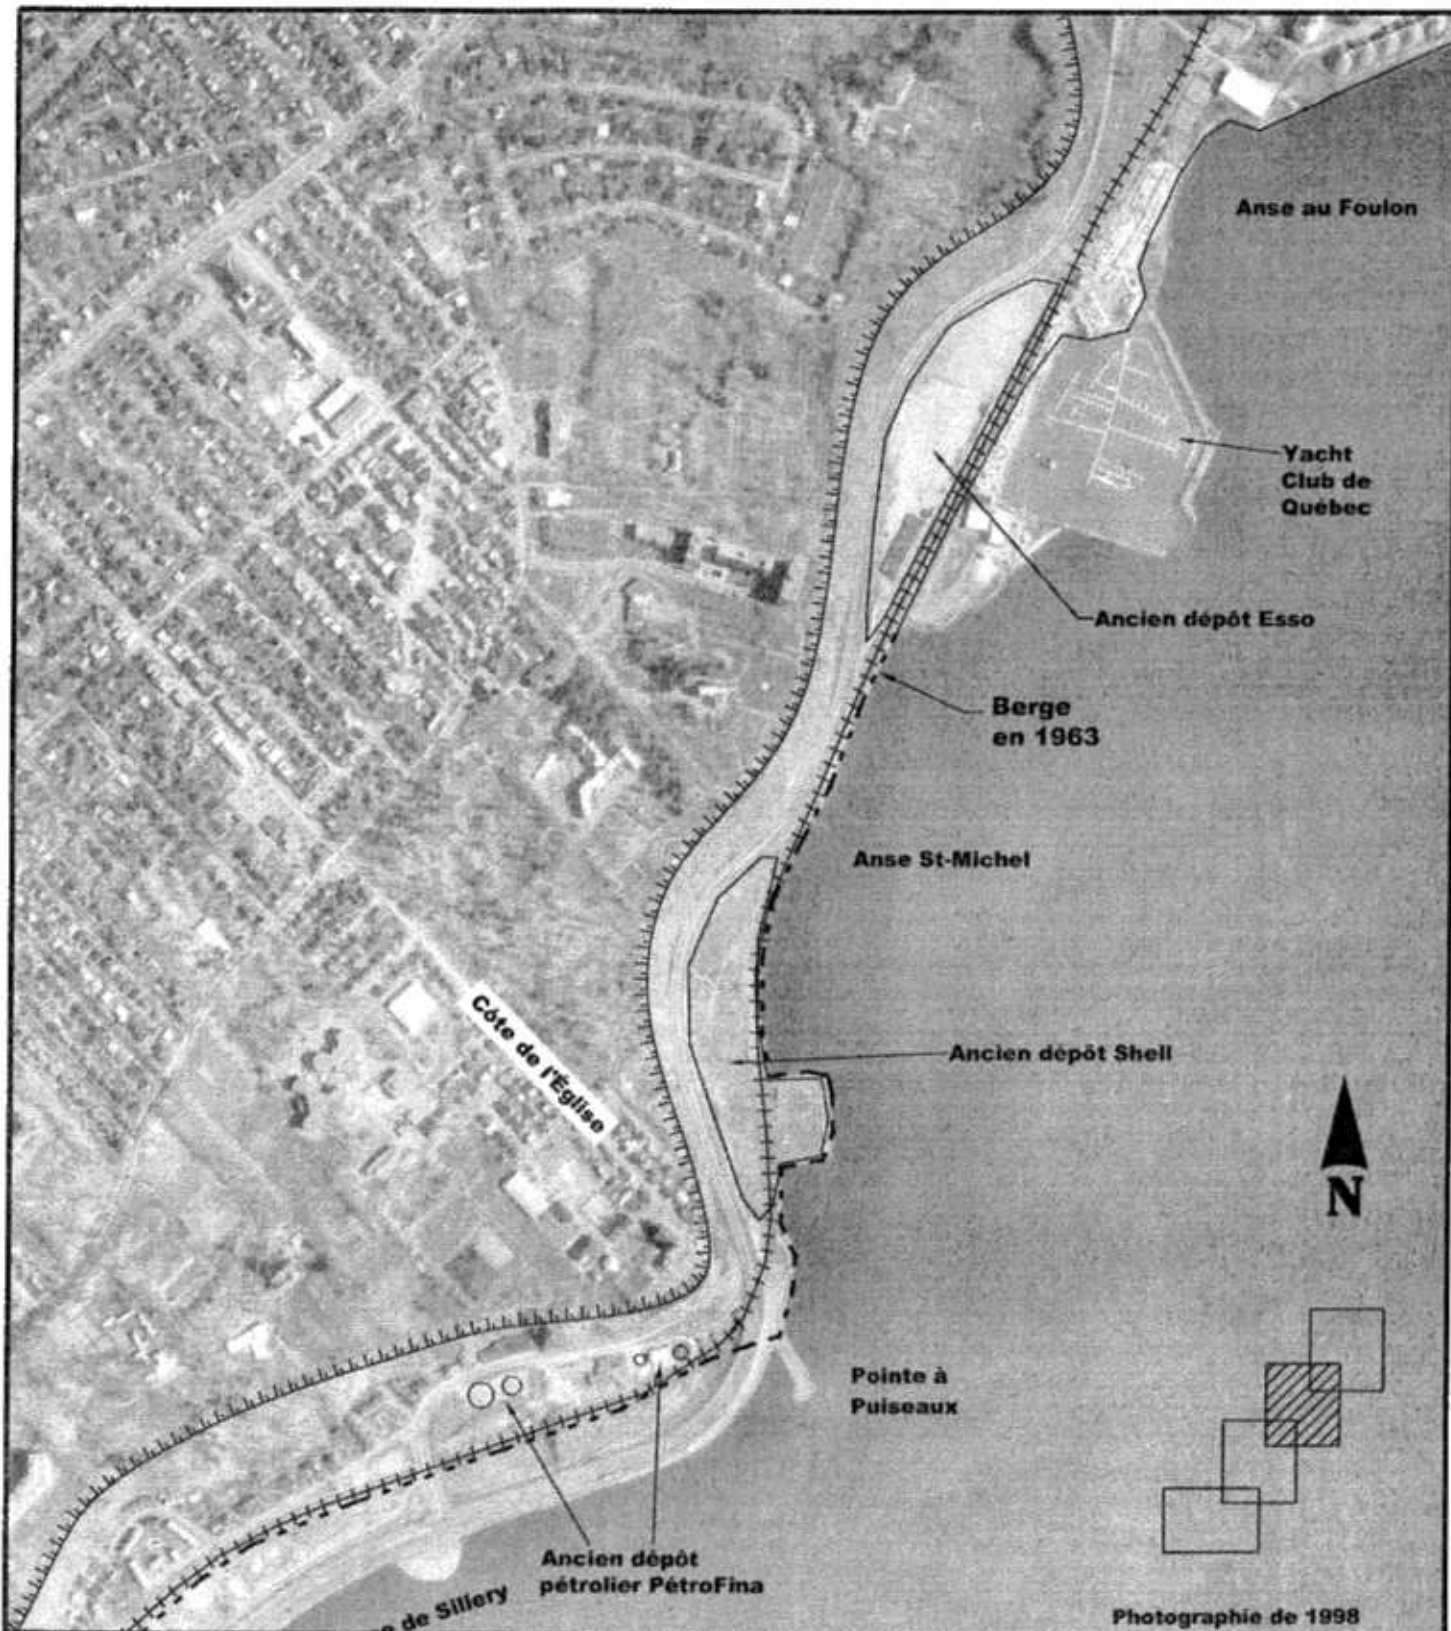 Anse au Foulon
Yacht
Club de
Québec
Ancien dépôt Esso
Berge
en 1963
Anse St-Michel
Côte de l'Église
Ancien dépôt Shell
N
Pointe à
Puiseaux
Ancien dépôt
pétrolier PétroFina
de Sillery
Photographie de 1998